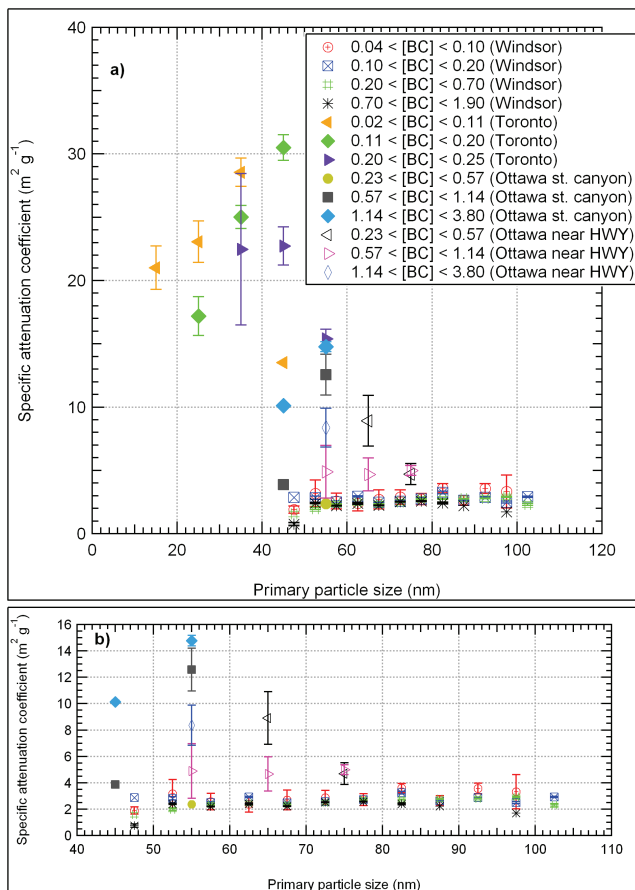 a)
40
30
20
10
0
Specific attenuation coefficient (m² g⁻¹)
0.04 < [BC] < 0.10 (Windsor)
0.10 < [BC] < 0.20 (Windsor)
0.20 < [BC] < 0.70 (Windsor)
0.70 < [BC] < 1.90 (Windsor)
0.02 < [BC] < 0.11 (Toronto)
0.11 < [BC] < 0.20 (Toronto)
0.20 < [BC] < 0.25 (Toronto)
0.23 < [BC] < 0.57 (Ottawa st. canyon)
0.57 < [BC] < 1.14 (Ottawa st. canyon)
1.14 < [BC] < 3.80 (Ottawa st. canyon)
0.23 < [BC] < 0.57 (Ottawa near HWY)
0.57 < [BC] < 1.14 (Ottawa near HWY)
1.14 < [BC] < 3.80 (Ottawa near HWY)
0 20 40 60 80 100 120
Primary particle size (nm)
b)
16
14
12
10
8
6
4
2
0
Specific attenuation coefficient (m² g⁻¹)
40 50 60 70 80 90 100 110
Primary particle size (nm)